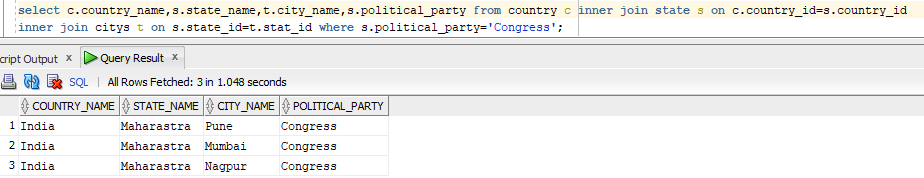 select c.country_name,s.state_name,t.city_name,s.political_party from country c inner join state s on c.country_id=s.country_id
inner join citys t on s.state_id=t.stat_id where s.political_party='Congress';
cript Output x Query Result x
SQL | All Rows Fetched: 3 in 1.048 seconds
COUNTRY_NAME STATE_NAME CITY_NAME POLITICAL_PARTY
1 India Maharastra Pune Congress
2 India Maharastra Mumbai Congress
3 India Maharastra Nagpur Congress